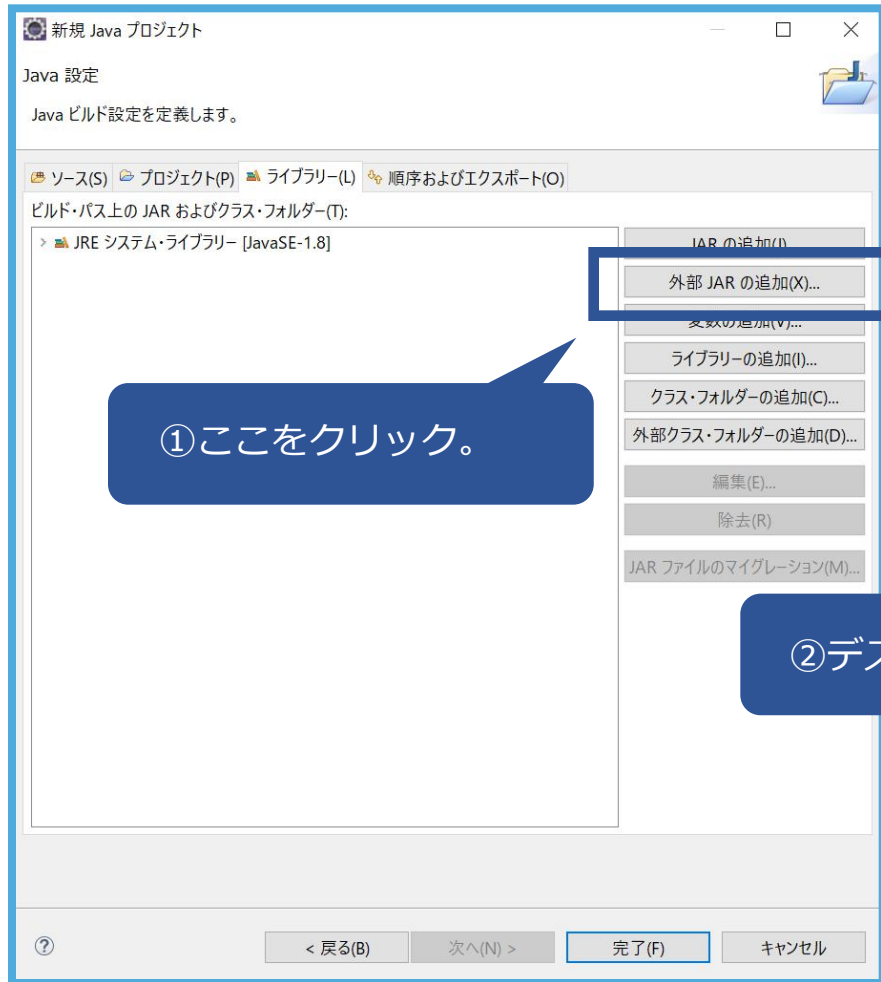 新規 Java プロジェクト
Java 設定
Java ビルド設定を定義します。
ソース(S) プロジェクト(P) ライブラリー(L) 順序およびエクスポート(O)
ビルド・パス上の JAR およびクラス・フォルダー(T):
> JRE システム・ライブラリー [JavaSE-1.8]
JAR の追加(J)...
外部 JAR の追加(X)...
変数の追加(V)...
ライブラリーの追加(I)...
クラス・フォルダーの追加(C)...
外部クラス・フォルダーの追加(D)...
編集(E)...
除去(R)
JAR ファイルのマイグレーション(M)...
①ここをクリック。
②デ
? < 戻る(B) 次へ(N) > 完了(F) キャンセル